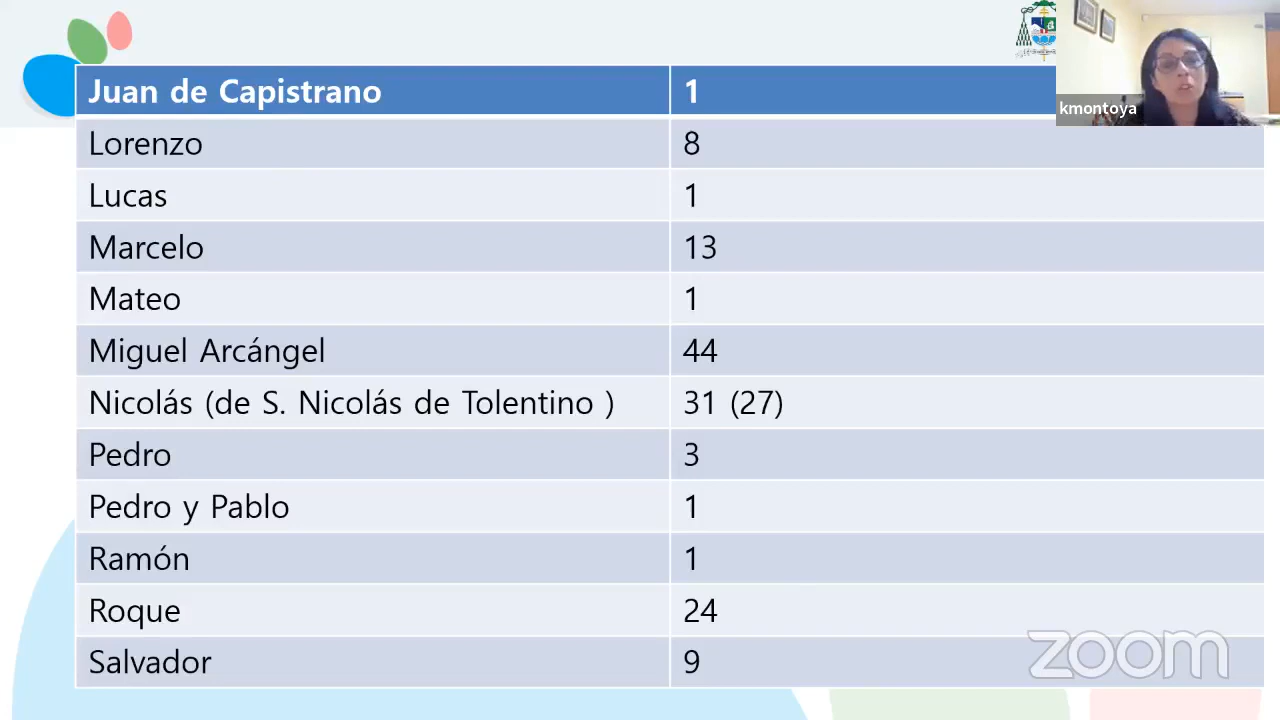 kmontoya
Juan de Capistrano 1
Lorenzo 8
Lucas 1
Marcelo 13
Mateo 1
Miguel Arcángel 44
Nicolás (de S. Nicolás de Tolentino ) 31 (27)
Pedro 3
Pedro y Pablo 1
Ramón 1
Roque 24
Salvador 9
zoom